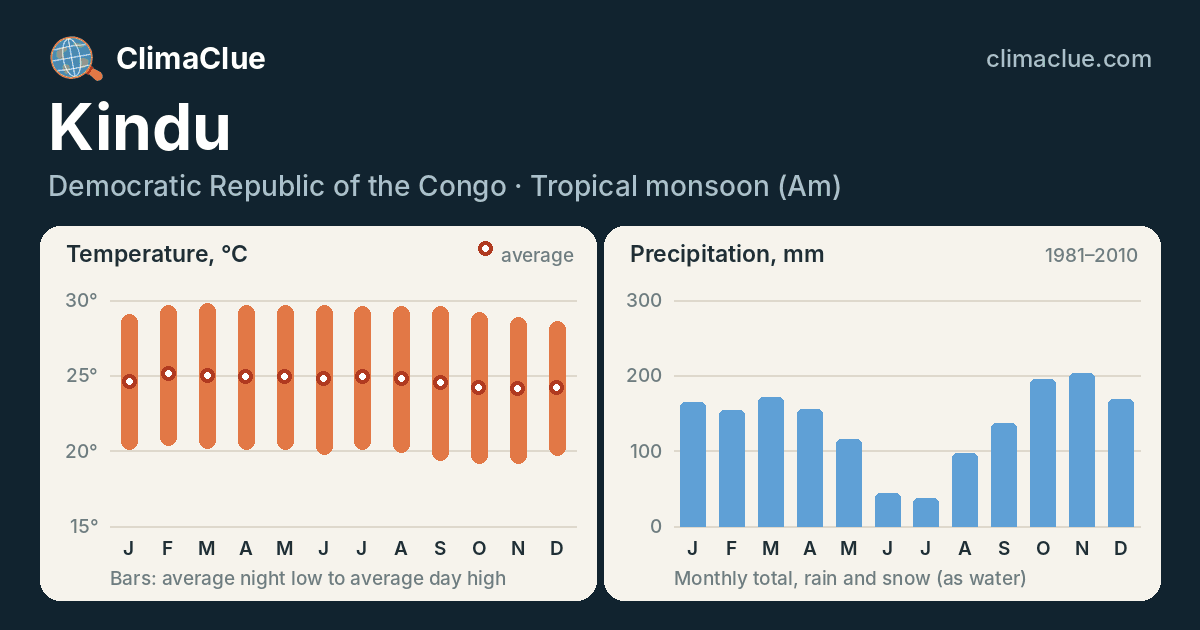 ClimaClue
climaclue.com
Kindu
Democratic Republic of the Congo · Tropical monsoon (Am)
Temperature, °C
average
30°
25°
20°
15°
J F M A M J J A S O N D
Bars: average night low to average day high
Precipitation, mm
1981–2010
300
200
100
0
J F M A M J J A S O N D
Monthly total, rain and snow (as water)